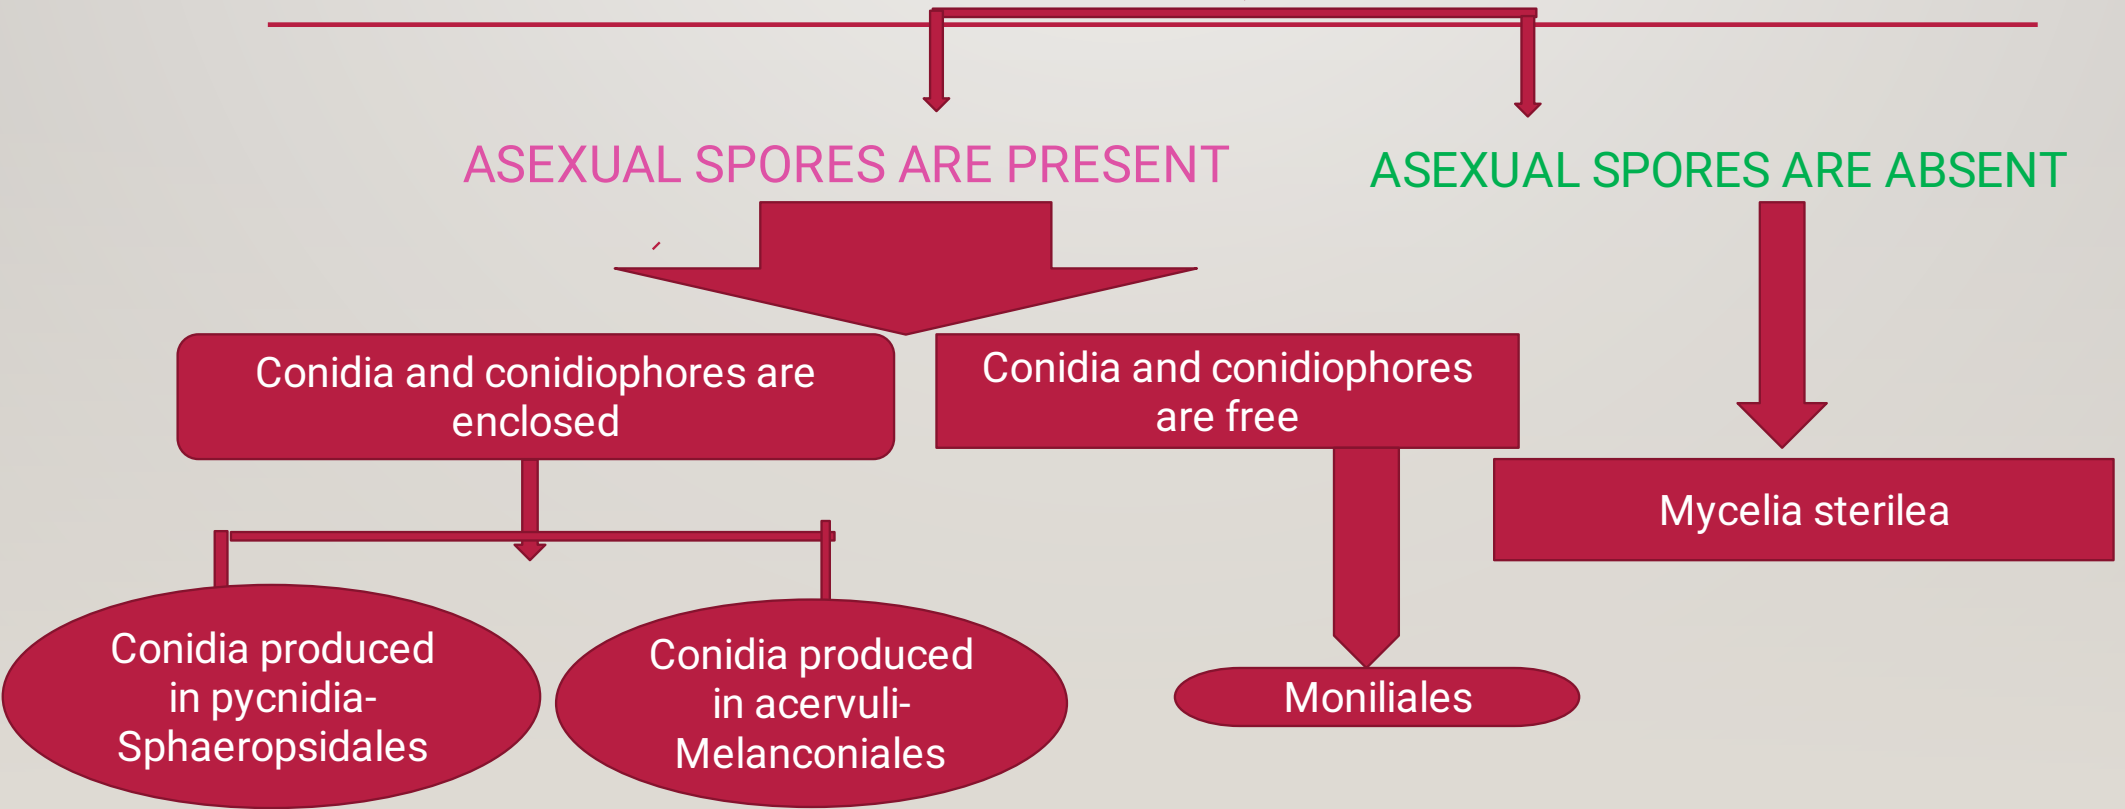 ASEXUAL SPORES ARE PRESENT
ASEXUAL SPORES ARE ABSENT
Conidia and conidiophores are
enclosed
Conidia and conidiophores
are free
Mycelia sterilea
Conidia produced
in pycnidia-
Sphaeropsidales
Conidia produced
in acervuli-
Melanconiales
Moniliales